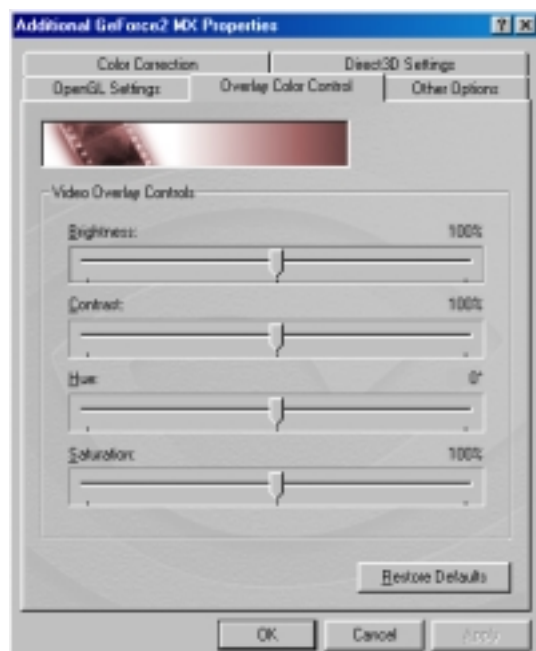 Additional GeForce2 MX Properties
Color Correction
Direct3D Settings
OpenGL Settings
Overlay Color Control
Other Options
Video Overlay Controls
Brightness:
100%
Contrast:
100%
Hue:
0°
Saturation:
100%
Restore Defaults
OK
Cancel
Apply